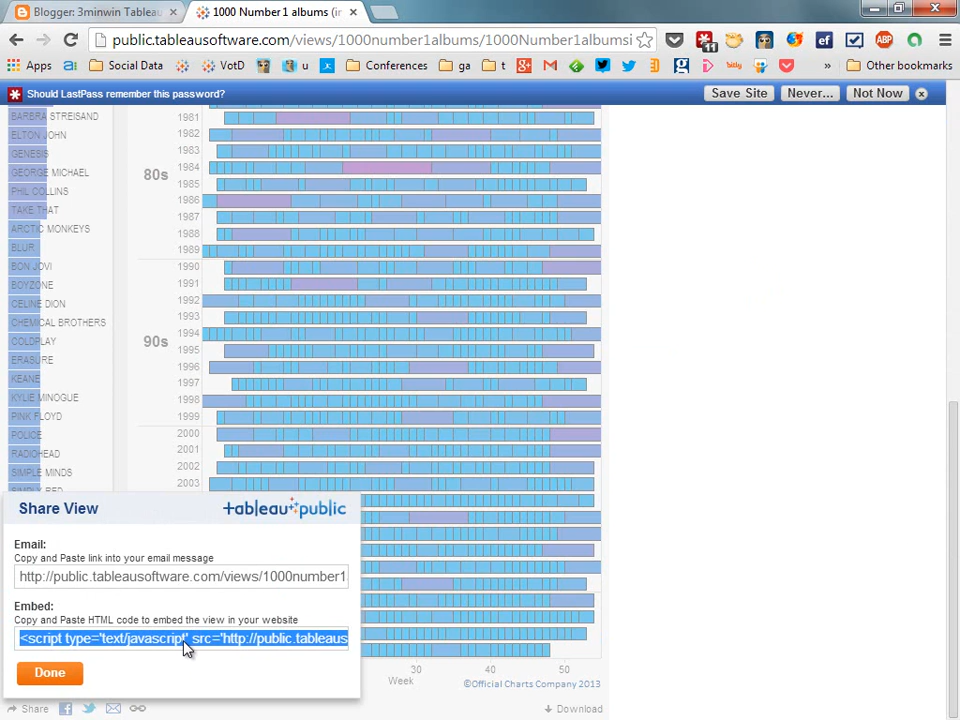 Blogger: 3minwin Tableau
1000 Number1 albums (in
public.tableausoftware.com/views/1000number1albums/1000Number1albumsi
11
ef
ABP
Apps
a:
Social Data
VotD
u
Conferences
ga
t
bitly
»
Other bookmarks
Should LastPass remember this password?
Save Site
Never...
Not Now
BARBRA STREISAND
ELTON JOHN
GENESIS
GEORGE MICHAEL
PHIL COLLINS
TAKE THAT
ARCTIC MONKEYS
BLUR
BON JOVI
BOYZONE
CELINE DION
CHEMICAL BROTHERS
COLDPLAY
ERASURE
KEANE
KYLIE MINOGUE
PINK FLOYD
POLICE
RADIOHEAD
SIMPLE MINDS
80s
1981
1982
1983
1984
1985
1986
1987
1988
1989
90s
1990
1991
1992
1993
1994
1995
1996
1997
1998
1999
2000
2001
2002
2003
30
40
50
Week
©Official Charts Company 2013
Share View
tableau public
Email:
Copy and Paste link into your email message
http://public.tableausoftware.com/views/1000number1
Embed:
Copy and Paste HTML code to embed the view in your website
<script type='text/javascript' src='http://public.tableaus
Done
Share
Download